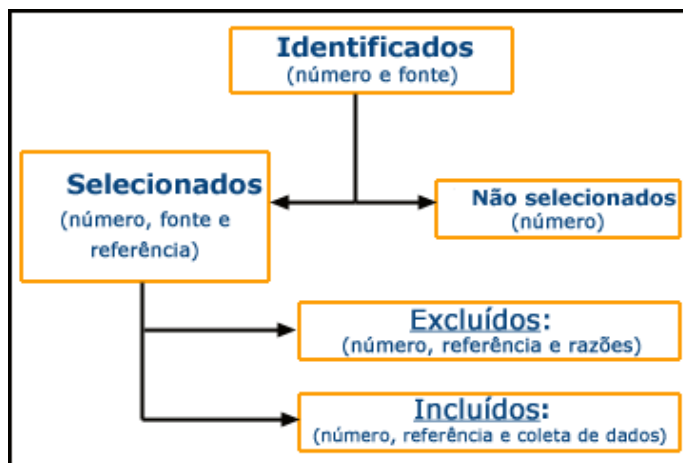 Identificados
(número e fonte)
Selecionados
(número, fonte e
referência)
Não selecionados
(número)
Excluídos:
(número, referência e razões)
Incluídos:
(número, referência e coleta de dados)